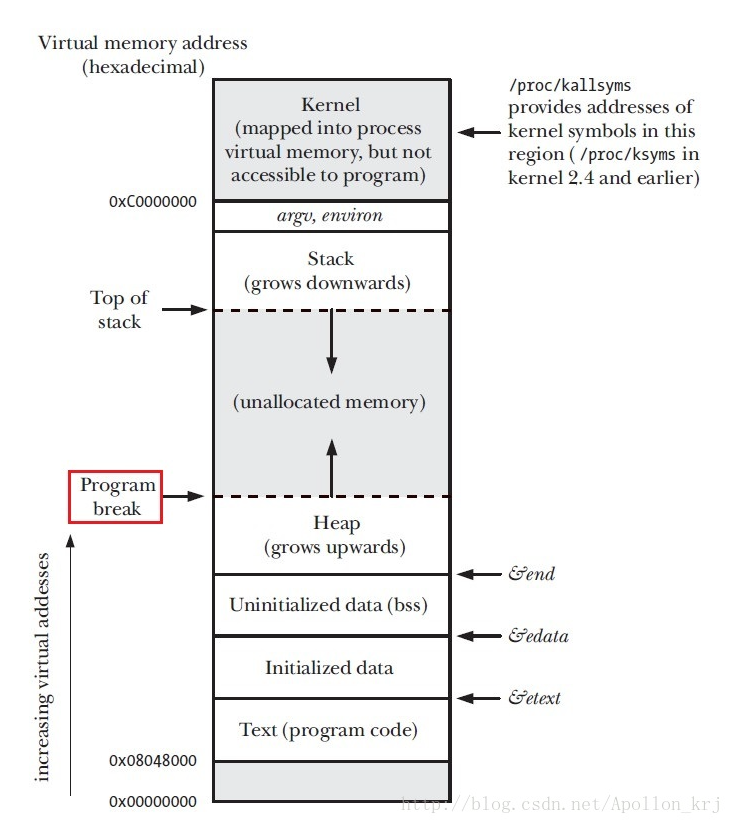 Virtual memory address
(hexadecimal)
Kernel
(mapped into process
virtual memory, but not
accessible to program)
/proc/kallsyms
provides addresses of
kernel symbols in this
region ( /proc/ksyms in
kernel 2.4 and earlier)
0xC0000000
argv, environ
Stack
(grows downwards)
Top of
stack
(unallocated memory)
Program
break
Heap
(grows upwards)
&end
Uninitialized data (bss)
&edata
Initialized data
&etext
Text (program code)
0x08048000
0x00000000
increasing virtual addesses
http://blog.csdn.net/Apollon_krj